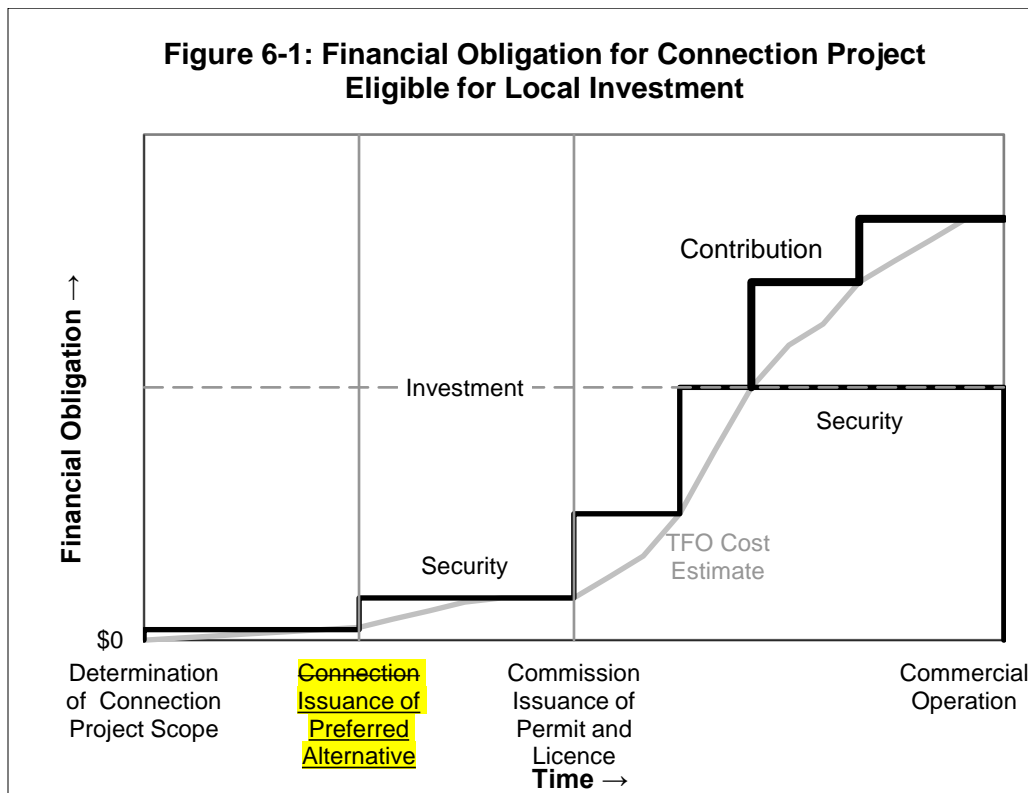 Figure 6-1: Financial Obligation for Connection Project
Eligible for Local Investment
Financial Obligation →
Contribution
Investment
Security
TFO Cost
Estimate
Security
$0
Determination
of Connection
Project Scope
Connection
Issuance of
Preferred
Alternative
Commission
Issuance of
Permit and
Licence
Commercial
Operation
Time →